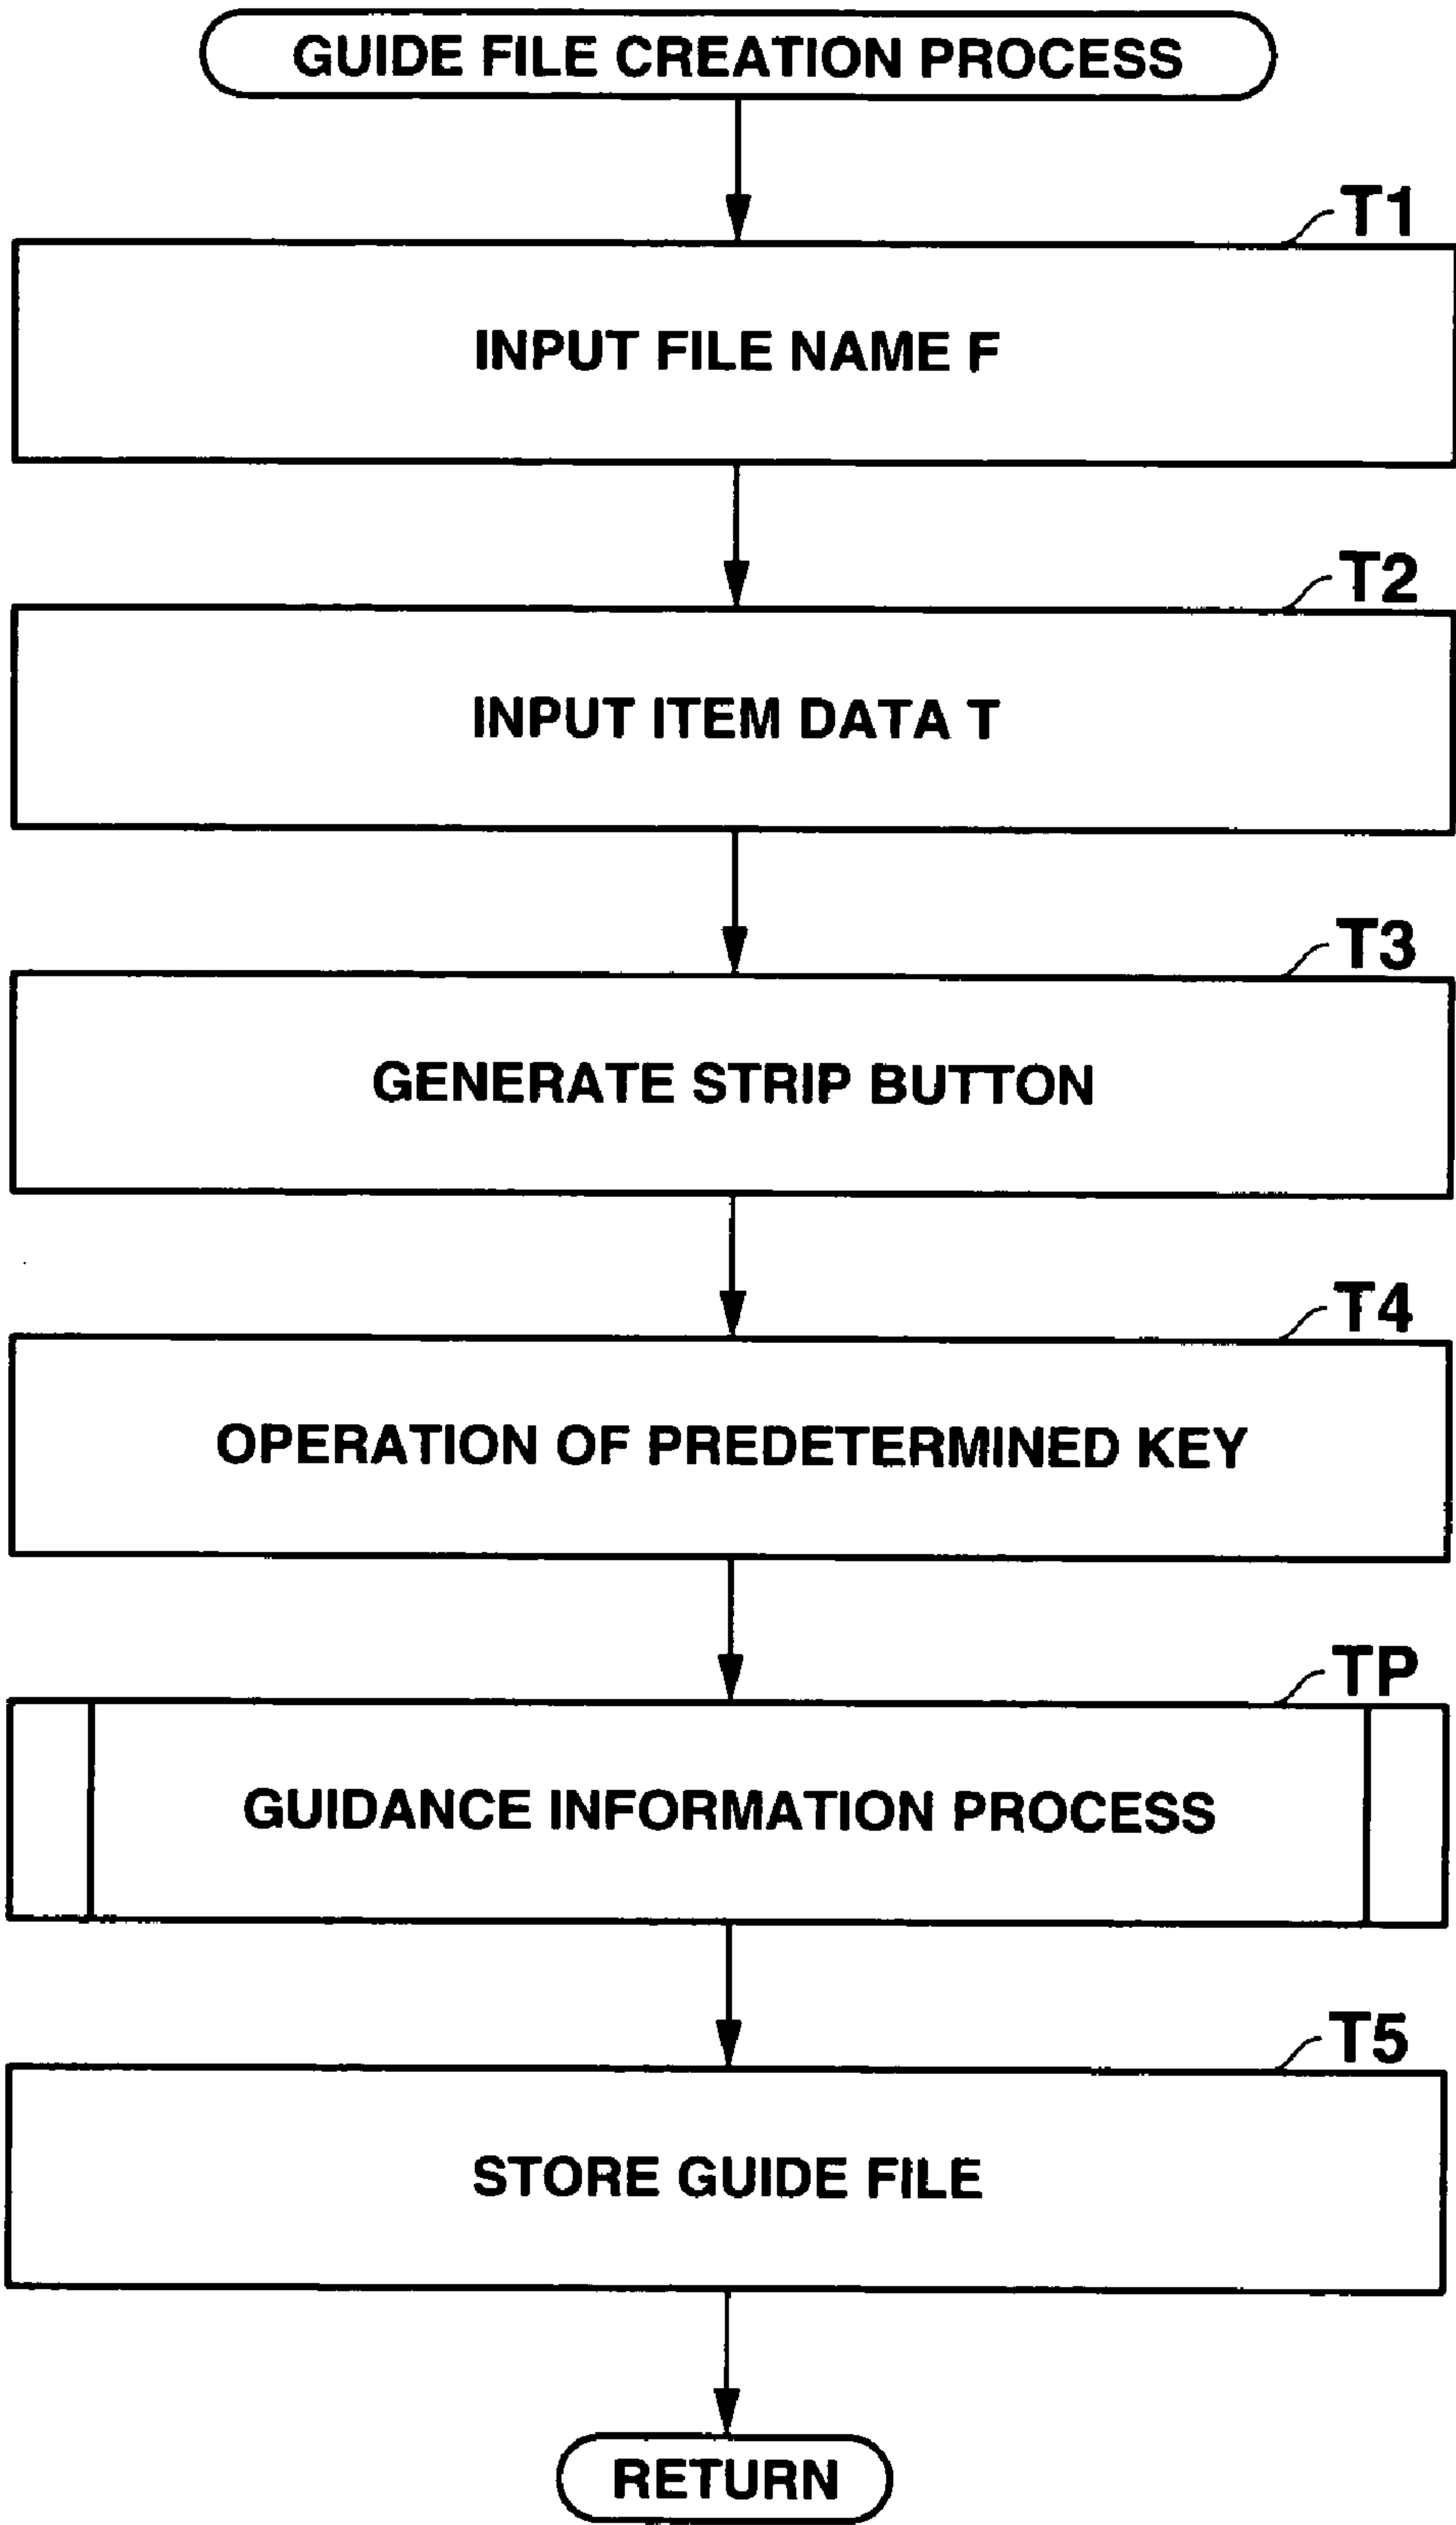 GUIDE FILE CREATION PROCESS
T1
INPUT FILE NAME F
T2
INPUT ITEM DATA T
T3
GENERATE STRIP BUTTON
T4
OPERATION OF PREDETERMINED KEY
TP
GUIDANCE INFORMATION PROCESS
T5
STORE GUIDE FILE
RETURN